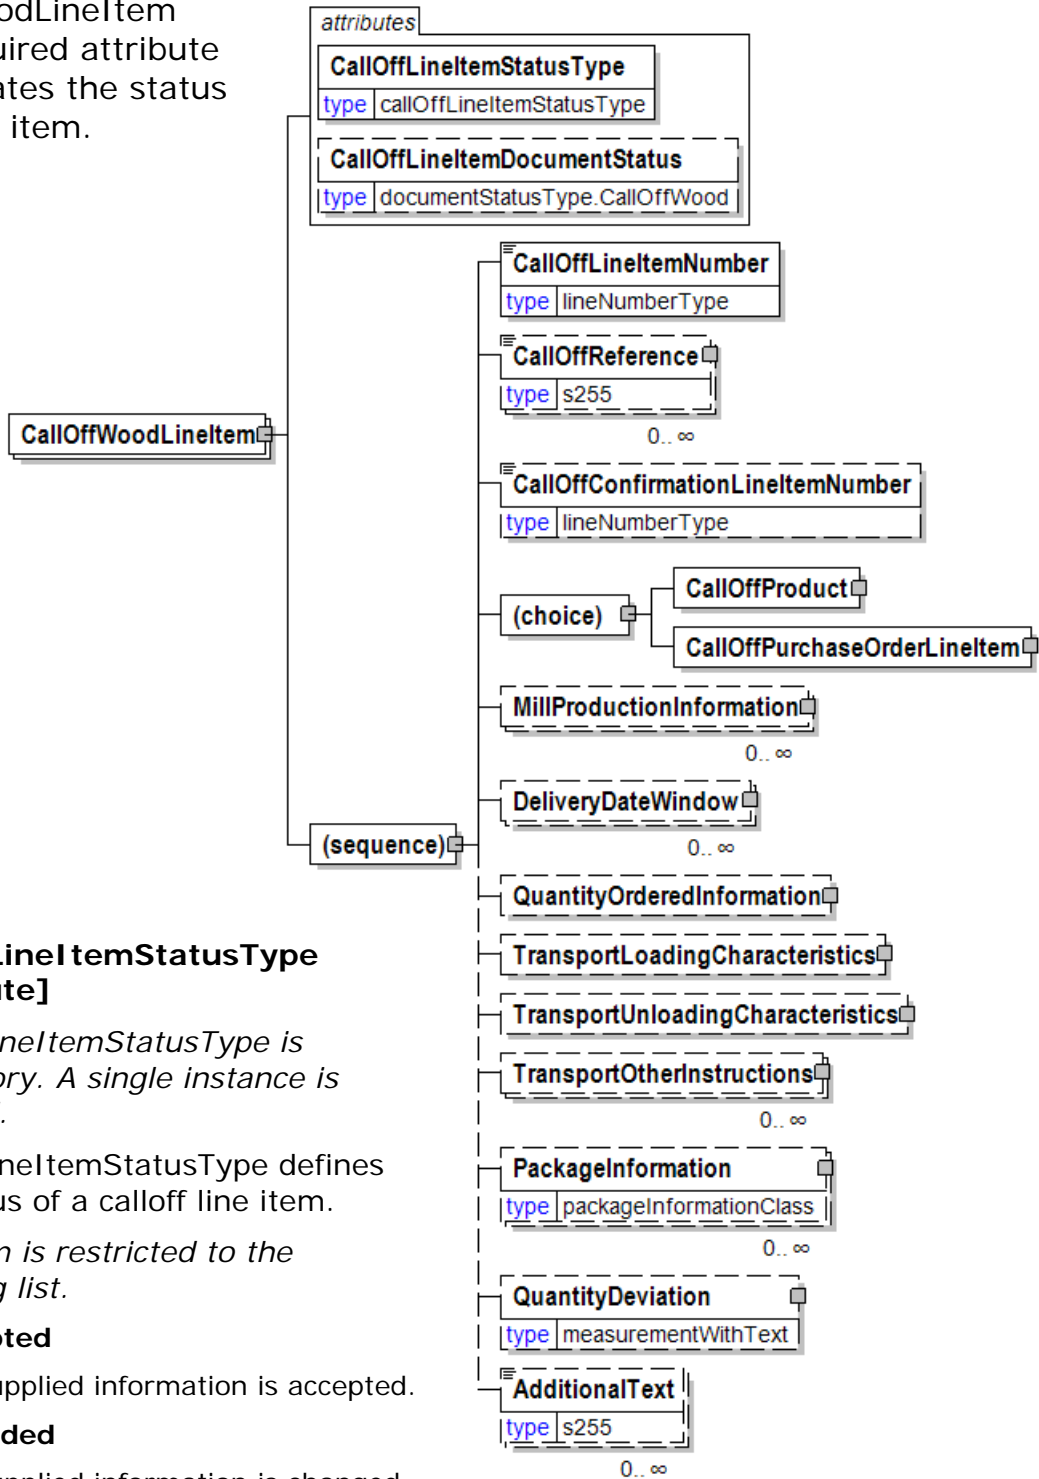 odLineItem
uired attribute
ates the status
item.
attributes
CallOffLineItemStatusType
type callOffLineItemStatusType
CallOffLineItemDocumentStatus
type documentStatusType.CallOffWood
CallOffLineItemNumber
type lineNumberType
CallOffReference
type s255
0.. ∞
CallOffWoodLineItem
CallOffConfirmationLineItemNumber
type lineNumberType
(choice)
CallOffProduct
CallOffPurchaseOrderLineItem
MillProductionInformation
0.. ∞
DeliveryDateWindow
0.. ∞
(sequence)
QuantityOrderedInformation
TransportLoadingCharacteristics
TransportUnloadingCharacteristics
TransportOtherInstructions
0.. ∞
PackageInformation
type packageInformationClass
0.. ∞
QuantityDeviation
type measurementWithText
AdditionalText
type s255
0.. ∞
LineItemStatusType
te]
neItemStatusType is
ory. A single instance is
.
neItemStatusType defines
us of a calloff line item.
n is restricted to the
g list.
pted
upplied information is accepted.
ded
upplied information is changed